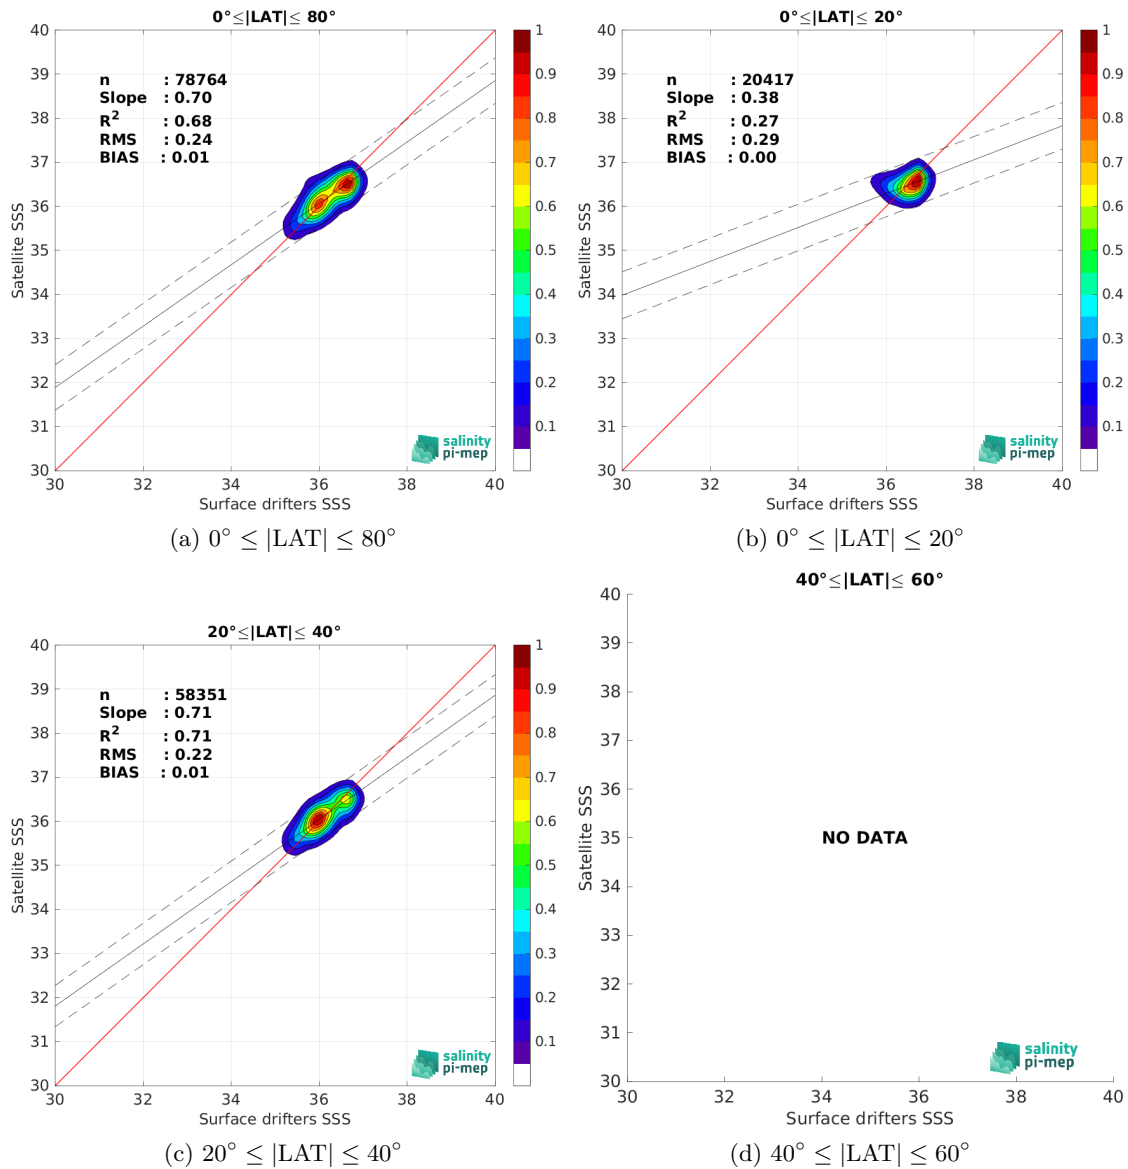 0°≤|LAT|≤ 80°
40
39
38
37
36
35
34
33
32
31
30
Satellite SSS
n : 78764
Slope : 0.70
R2 : 0.68
RMS : 0.24
BIAS : 0.01
salinity
pi-mep
30 32 34 36 38 40
Surface drifters SSS
1
0.9
0.8
0.7
0.6
0.5
0.4
0.3
0.2
0.1
(a) 0° ≤ |LAT| ≤ 80°
0°≤|LAT|≤ 20°
40
39
38
37
36
35
34
33
32
31
30
Satellite SSS
n : 20417
Slope : 0.38
R2 : 0.27
RMS : 0.29
BIAS : 0.00
salinity
pi-mep
30 32 34 36 38 40
Surface drifters SSS
1
0.9
0.8
0.7
0.6
0.5
0.4
0.3
0.2
0.1
(b) 0° ≤ |LAT| ≤ 20°
20°≤|LAT|≤ 40°
40
39
38
37
36
35
34
33
32
31
30
Satellite SSS
n : 58351
Slope : 0.71
R2 : 0.71
RMS : 0.22
BIAS : 0.01
salinity
pi-mep
30 32 34 36 38 40
Surface drifters SSS
1
0.9
0.8
0.7
0.6
0.5
0.4
0.3
0.2
0.1
(c) 20° ≤ |LAT| ≤ 40°
40°≤|LAT|≤ 60°
40
39
38
37
36
35
34
33
32
31
30
Satellite SSS
NO DATA
salinity
pi-mep
30 32 34 36 38 40
Surface drifters SSS
(d) 40° ≤ |LAT| ≤ 60°